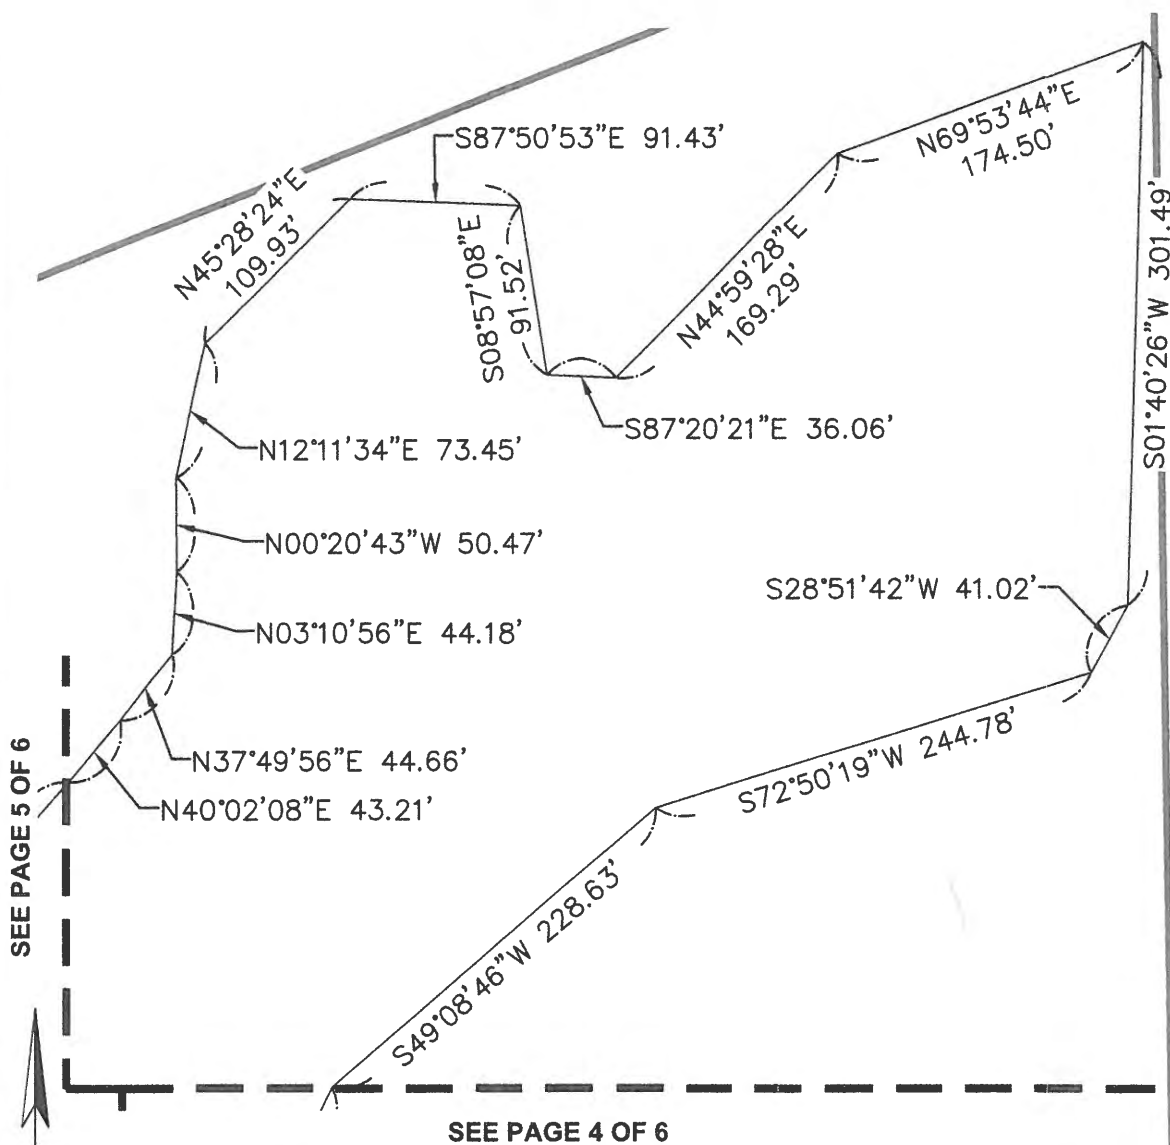 S87°50'53"E 91.43'
N45°28'24"E
109.93'
S08°57'08"E
91.52'
N44°59'28"E
169.29'
N69°53'44"E
174.50'
S01°40'26"W 301.49'
S87°20'21"E 36.06'
N12°11'34"E 73.45'
N00°20'43"W 50.47'
N03°10'56"E 44.18'
S28°51'42"W 41.02'
N37°49'56"E 44.66'
N40°02'08"E 43.21'
S72°50'19"W 244.78'
S49°08'46"W 228.63'
SEE PAGE 5 OF 6
SEE PAGE 4 OF 6